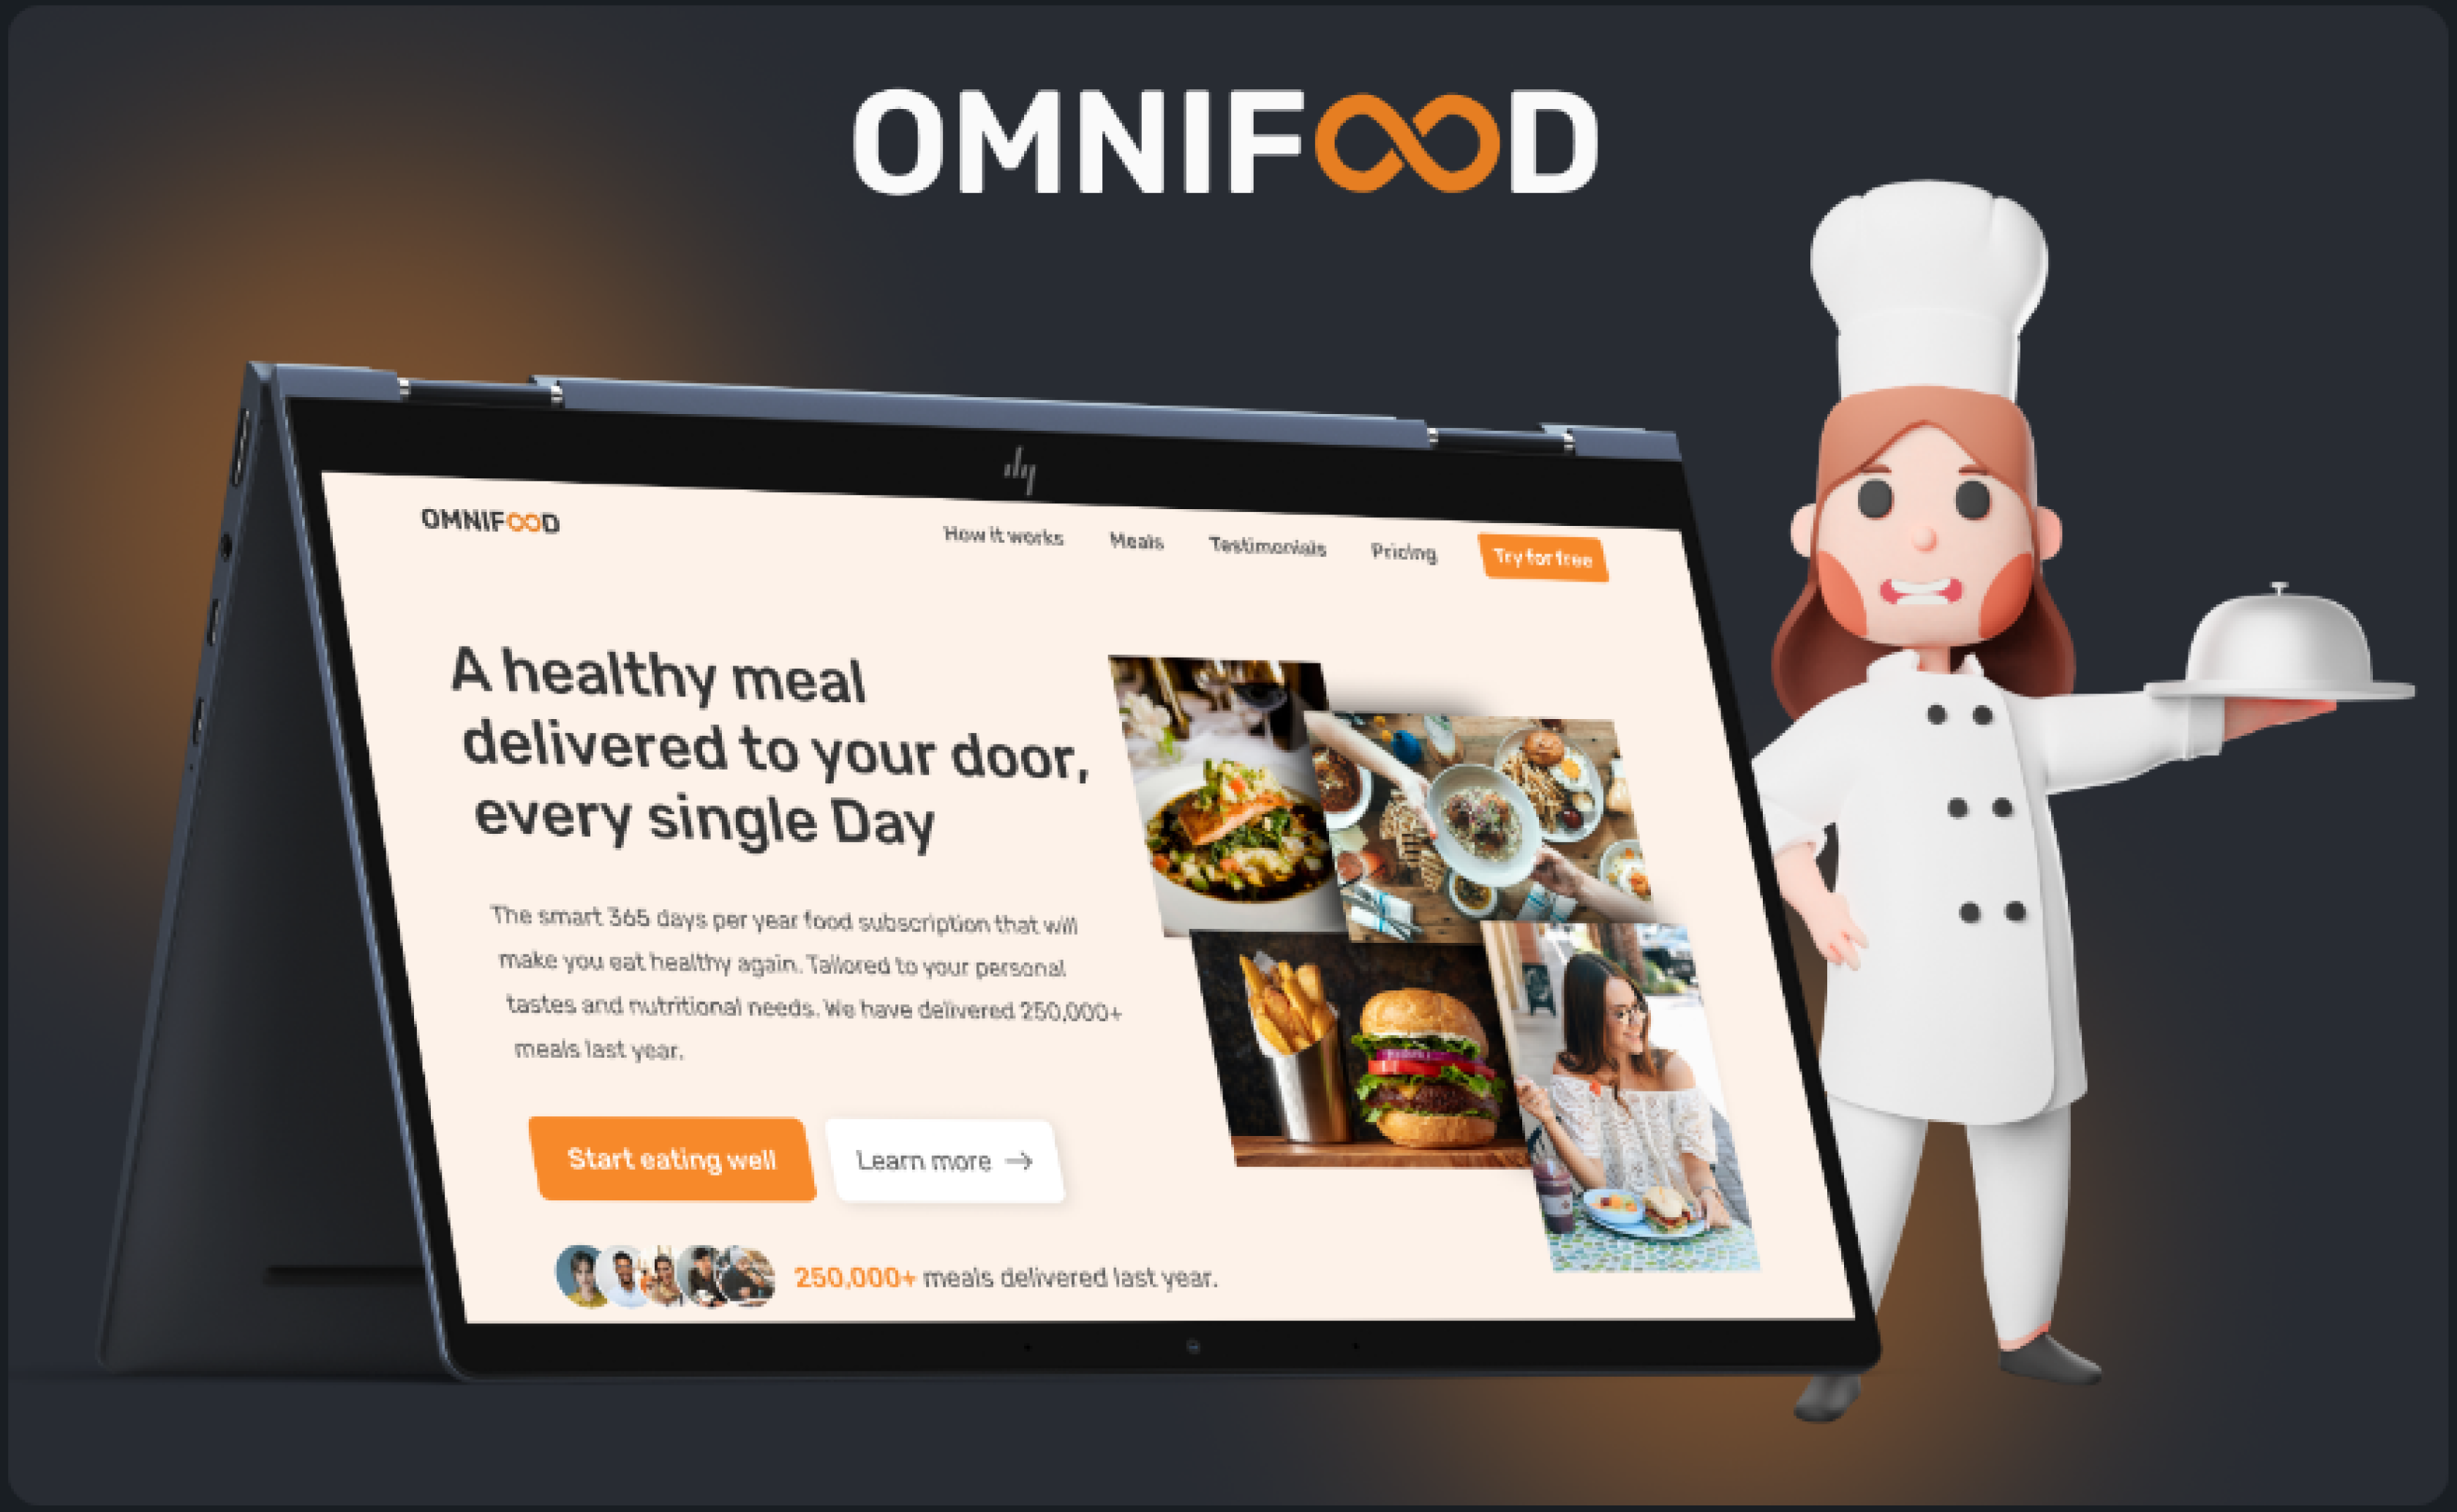 OMNIFOOD
hp
OMNIFOOD
How it works Meals Testimonials Pricing Try for free
A healthy meal
delivered to your door,
every single Day
The smart 365 days per year food subscription that will
make you eat healthy again. Tailored to your personal
tastes and nutritional needs. We have delivered 250,000+
meals last year.
Start eating well Learn more →
250,000+ meals delivered last year.